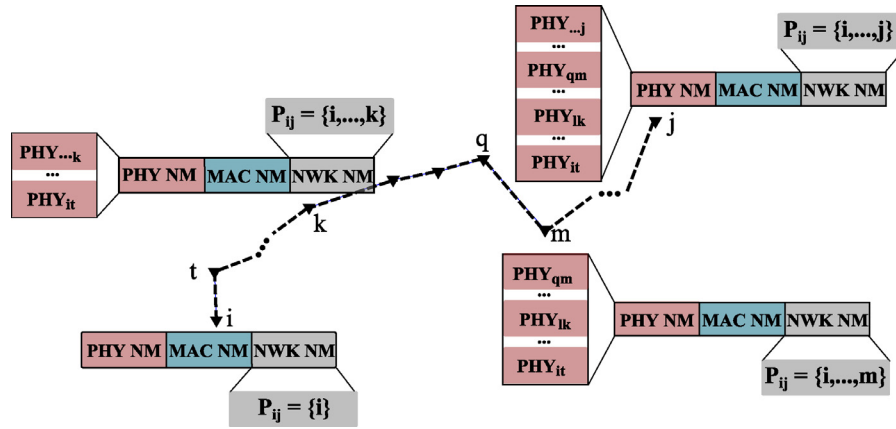 PHY...j
...
PHYqm
...
PHYlk
...
PHYit
PHY NM MAC NM NWK NM
Pij = {i,...,j}
j
Pij = {i,...,k}
PHY...k
...
PHYit
PHY NM MAC NM NWK NM
q
k
m
t
i
PHY NM MAC NM NWK NM
Pij = {i}
PHYqm
...
PHYlk
...
PHYit
PHY NM MAC NM NWK NM
Pij = {i,...,m}